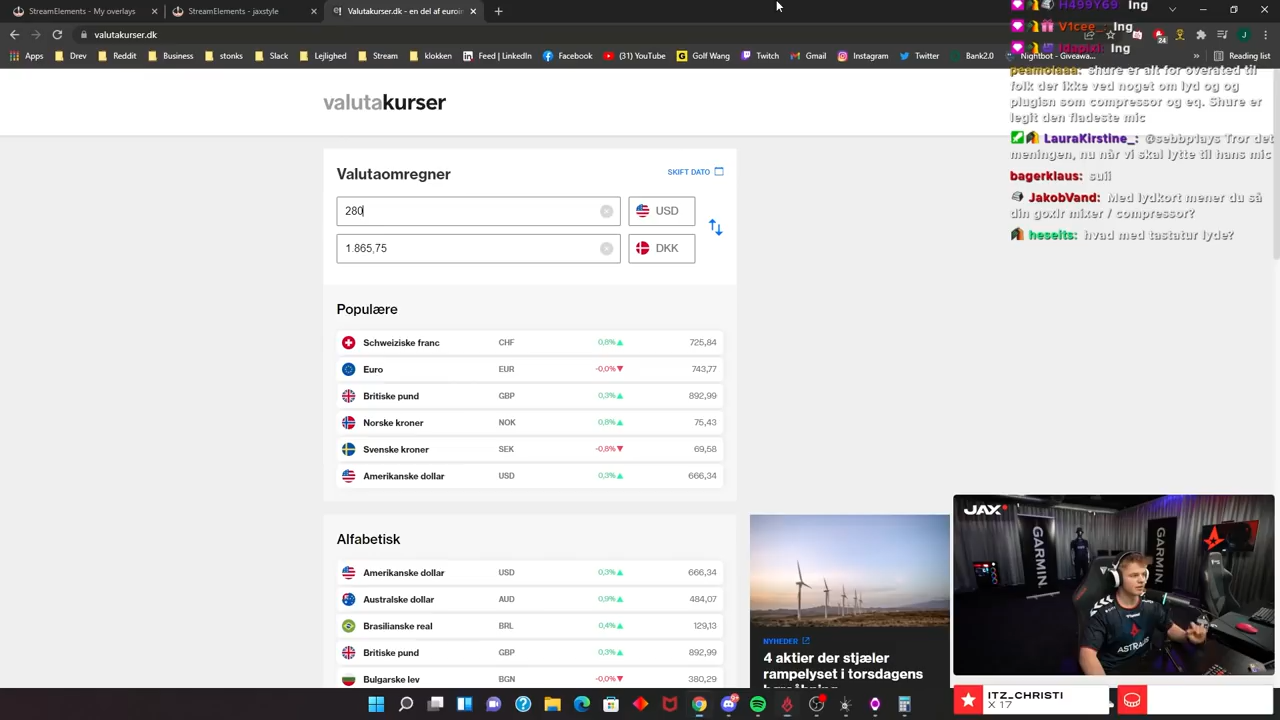 StreamElements - My overlays
StreamElements - jaxstyle
Valutakurser.dk - en del af euroin
valutakurser.dk
Apps
Drev
Reddit
Business
stonks
Slack
Lejlighed
Stream
klokken
Feed | LinkedIn
Facebook
(31) YouTube
Golf Wang
Twitch
Gmail
Instagram
Twitter
Bank2.0
Nightbot - Giveawa...
Reading list
H499Y69: Ing
V1cee_: Ing
Ing
24
J
peamolaaa: shure er alt for overated til
folk der ikke ved noget om lyd og og
plugisn som compressor og eq. Shure er
legit den fladeste mic
LauraKirstine_: @sebbplays Tror det
meningen, nu når vi skal lytte til hans mic
bagerklaus: suii
JakobVand: Med lydkort mener du så
din goxlr mixer / compressor?
heseits: hvad med tastatur lyde?
valutakurser
Valutaomregner
SKIFT DATO
280
USD
1.865,75
DKK
Populære
Schweiziske franc CHF 0,8% 725,84
Euro EUR -0,0% 743,77
Britiske pund GBP 0,3% 892,99
Norske kroner NOK 0,8% 75,43
Svenske kroner SEK -0,8% 69,58
Amerikanske dollar USD 0,3% 666,34
Alfabetisk
Amerikanske dollar USD 0,3% 666,34
Australske dollar AUD 0,9% 484,07
Brasilianske real BRL 0,4% 129,13
Britiske pund GBP 0,3% 892,99
Bulgarske lev BGN -0,0% 380,29
NYHEDER
4 aktier der stjæler
rampelyset i torsdagens
JAX
GARMIN
GARMIN
ASTRALIS
ITZ_CHRISTI
X 17